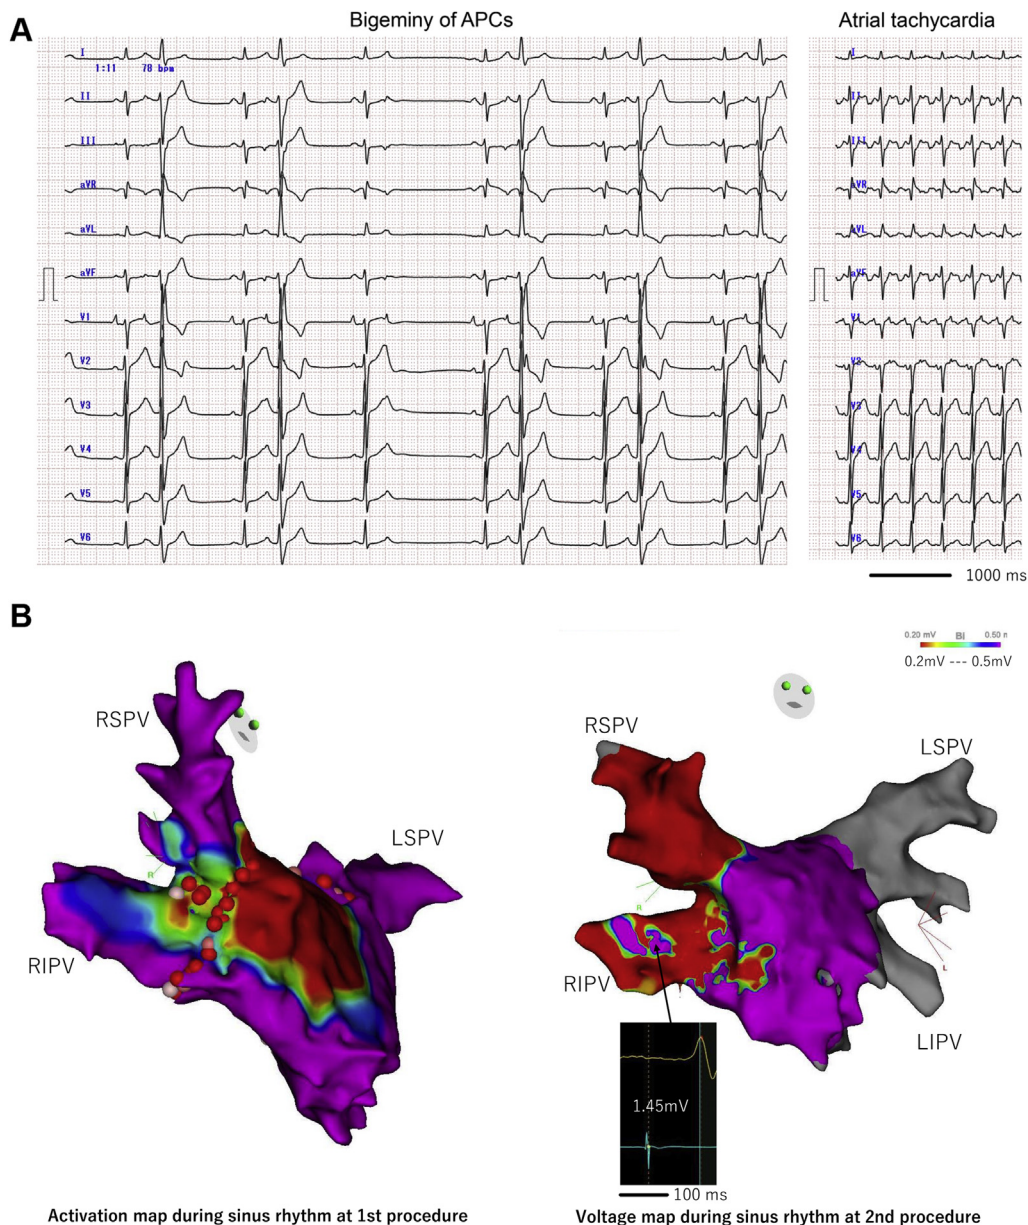 Bigeminy of APCs
Atrial tachycardia
A
I
1:11 78 bpm
II
III
aVR
aVL
aVF
V1
V2
V3
V4
V5
V6
I
II
III
aVR
aVL
aVF
V1
V2
V3
V4
V5
V6
1000 ms
B
0.20 mV BI 0.50
0.2mV --- 0.5mV
RSPV
LSPV
R
RIPV
RSPV
LSPV
R
L
RIPV
LIPV
1.45mV
100 ms
Activation map during sinus rhythm at 1st procedure
Voltage map during sinus rhythm at 2nd procedure